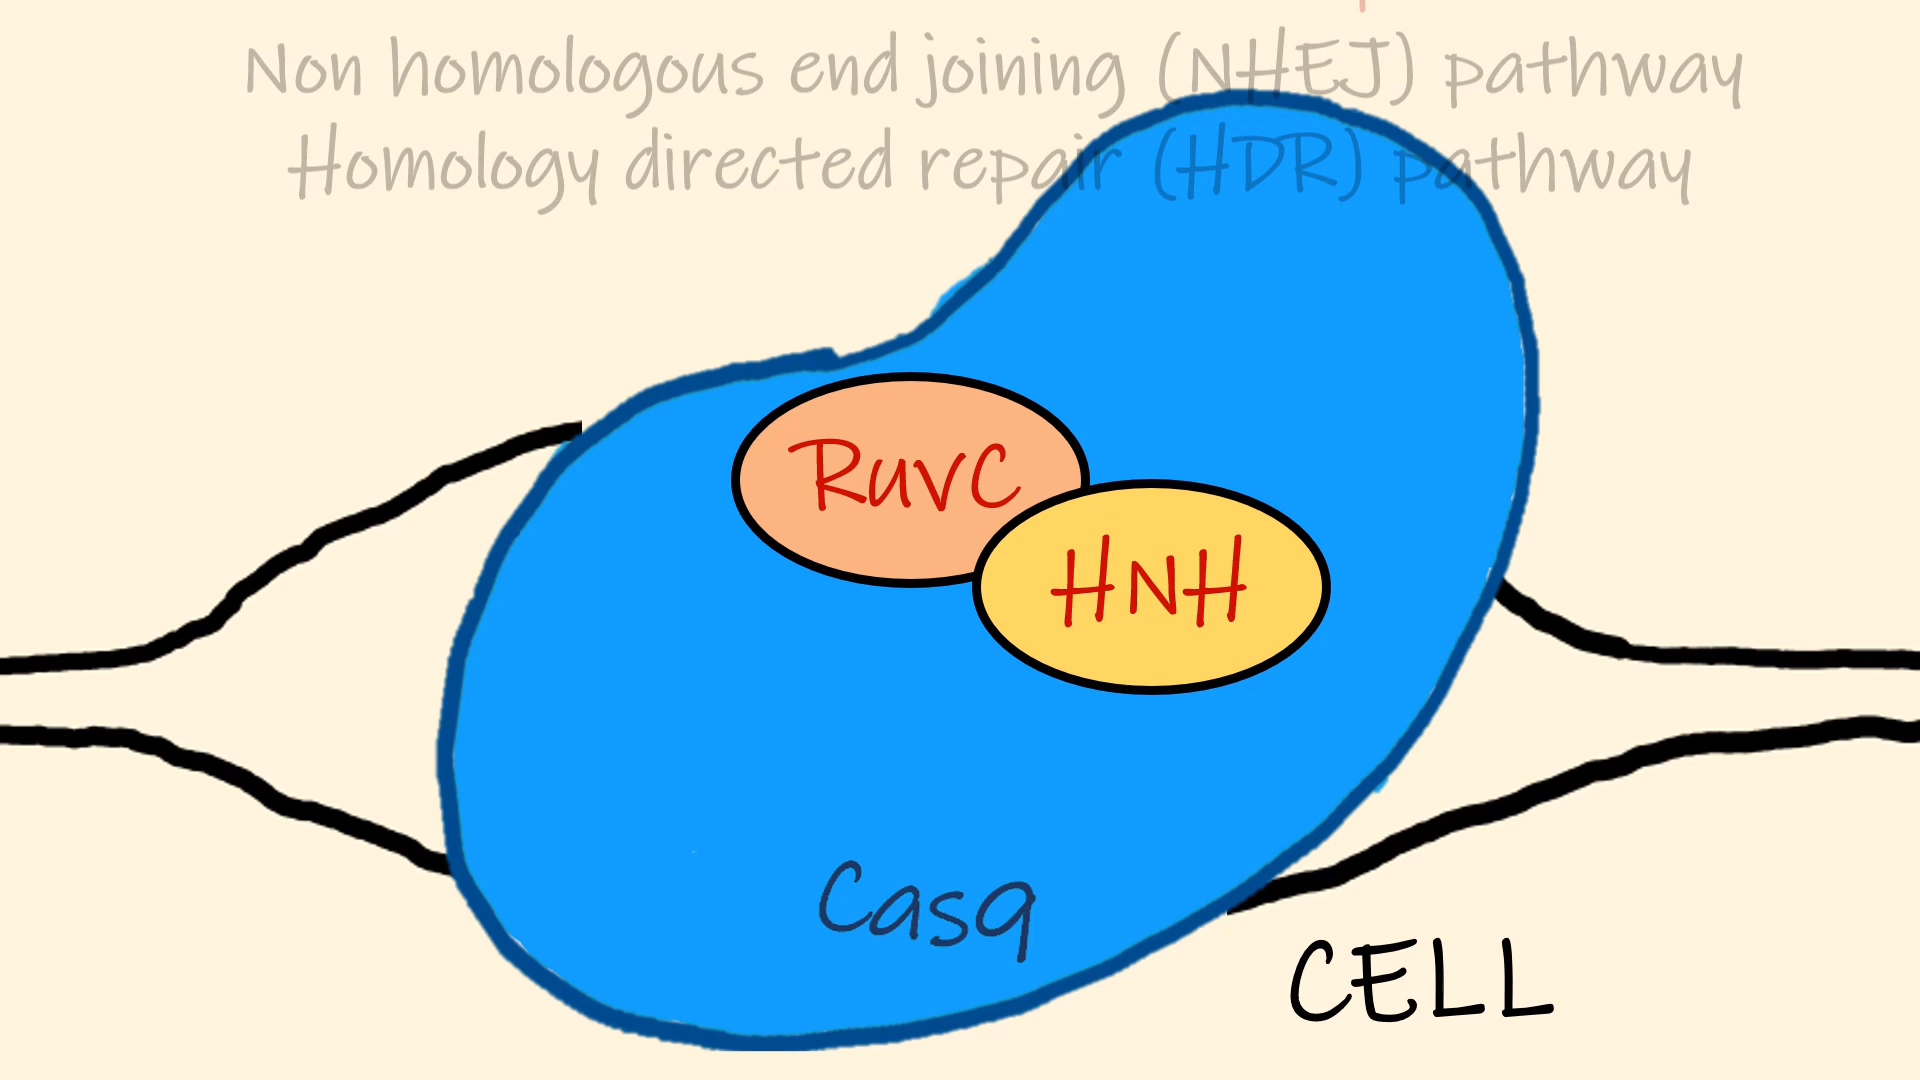 Non homologous end joining (NHEJ) pathway
Homology directed repair (HDR) pathway
RuvC
HNH
Cas9
CELL